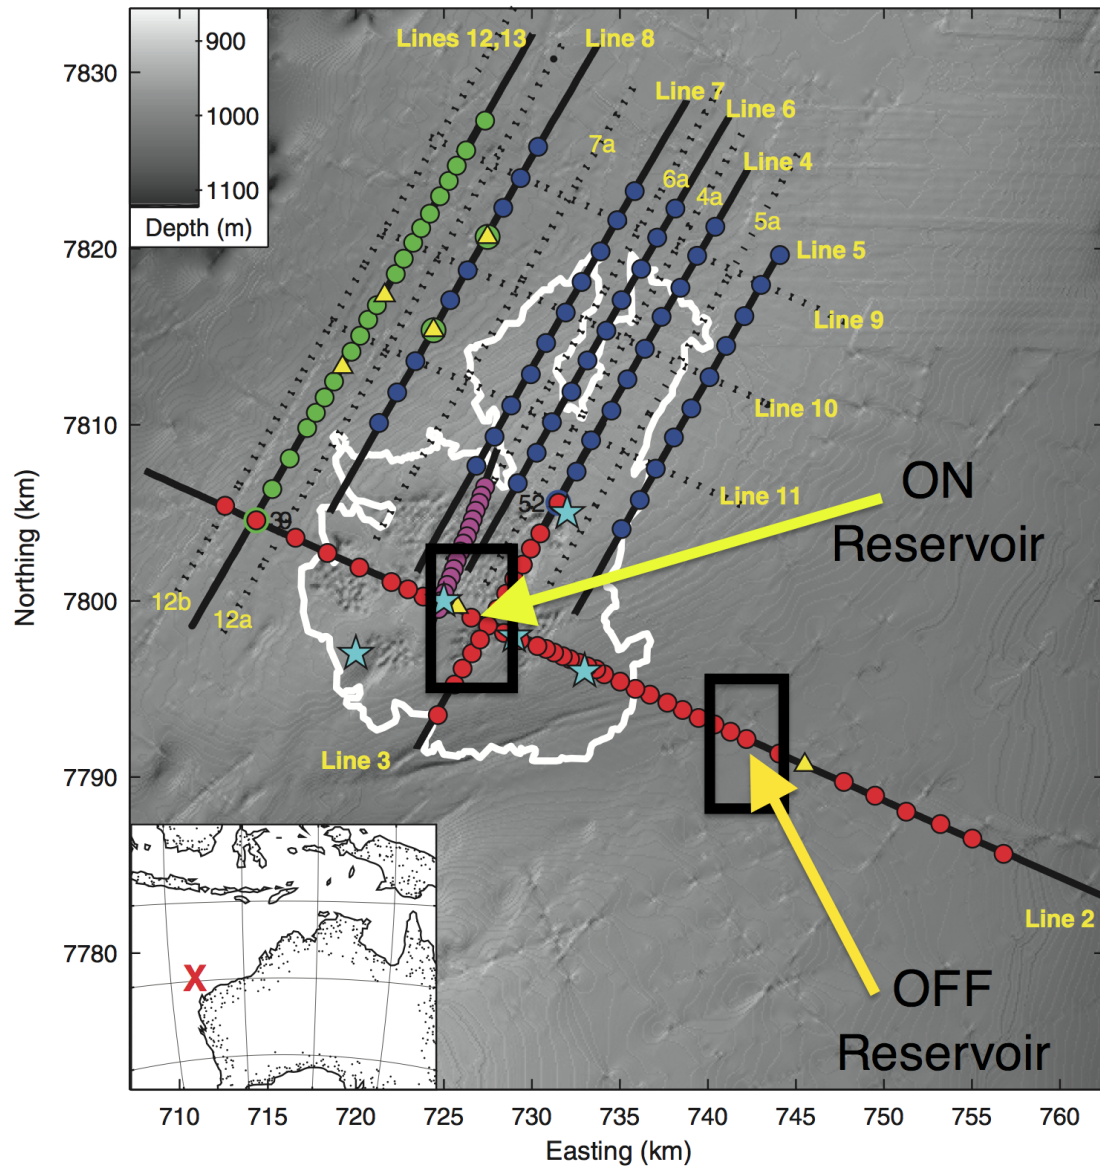 900
1000
1100
Depth (m)
Lines 12,13
Line 8
Line 7
Line 6
7a
Line 4
6a
4a
5a
Line 5
Line 9
Line 10
Line 11
52
39
12b
12a
Line 3
Line 2
ON
Reservoir
OFF
Reservoir
X
7830
7820
7810
7800
7790
7780
Northing (km)
710 715 720 725 730 735 740 745 750 755 760
Easting (km)